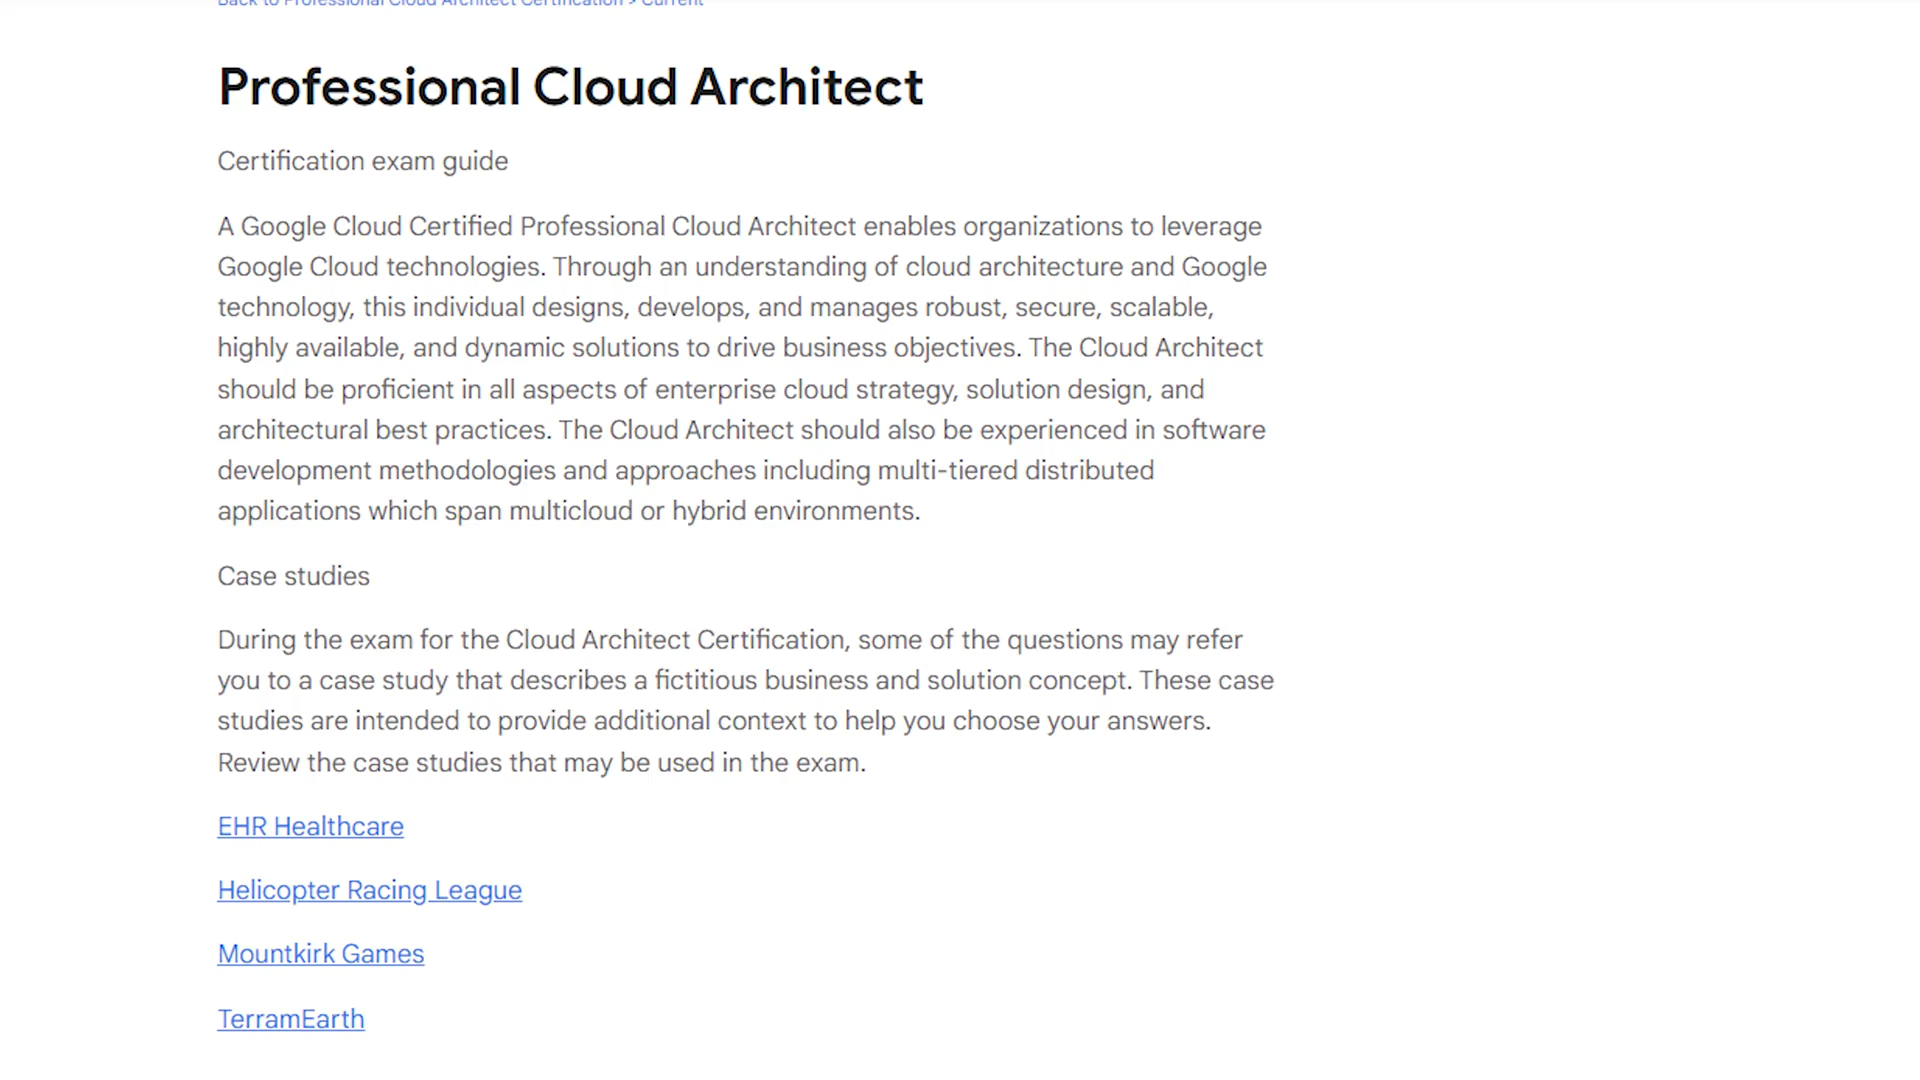 Back to Professional Cloud Architect Certification > Current
Professional Cloud Architect
Certification exam guide
A Google Cloud Certified Professional Cloud Architect enables organizations to leverage
Google Cloud technologies. Through an understanding of cloud architecture and Google
technology, this individual designs, develops, and manages robust, secure, scalable,
highly available, and dynamic solutions to drive business objectives. The Cloud Architect
should be proficient in all aspects of enterprise cloud strategy, solution design, and
architectural best practices. The Cloud Architect should also be experienced in software
development methodologies and approaches including multi-tiered distributed
applications which span multicloud or hybrid environments.
Case studies
During the exam for the Cloud Architect Certification, some of the questions may refer
you to a case study that describes a fictitious business and solution concept. These case
studies are intended to provide additional context to help you choose your answers.
Review the case studies that may be used in the exam.
EHR Healthcare
Helicopter Racing League
Mountkirk Games
TerramEarth